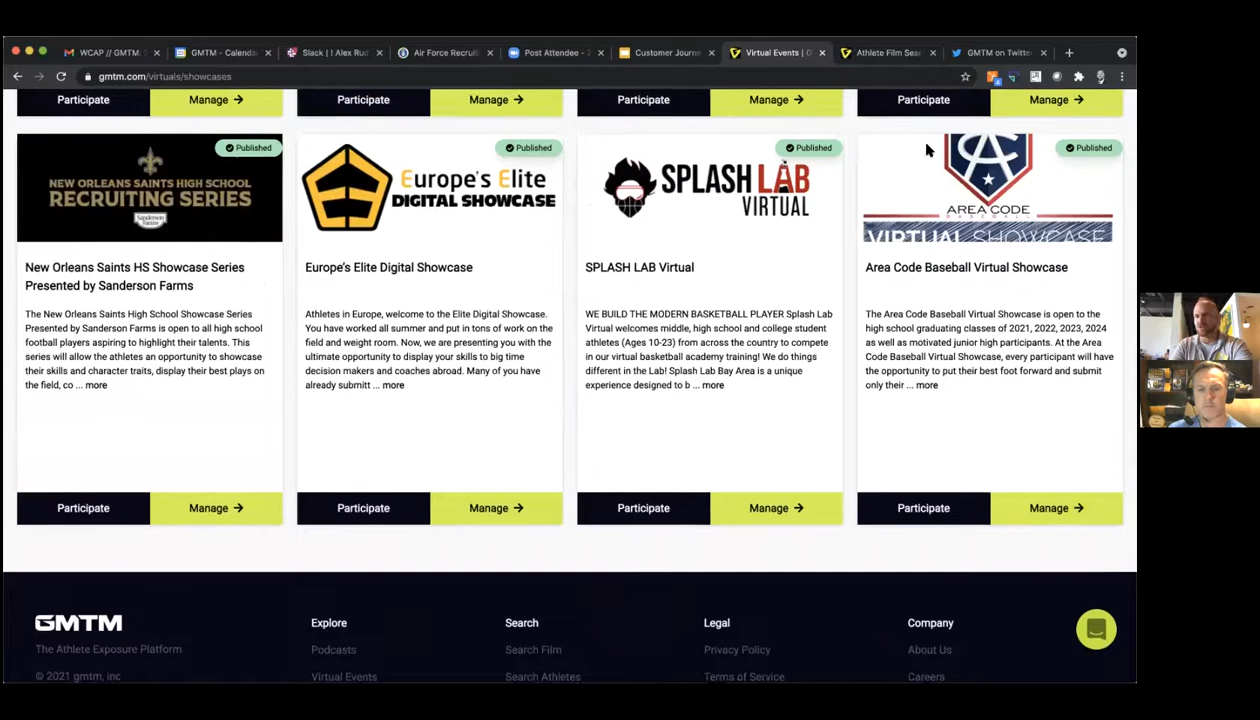 WCAP // GMTM:
GMTM - Calenda
Slack | ! Alex Rud
Air Force Recruit
Post Attendee -
Customer Journe
Virtual Events | G
Athlete Film Sear
GMTM on Twitte
gmtm.com/virtuals/showcases
Participate Manage → Participate Manage → Participate Manage → Participate Manage →
Published
NEW ORLEANS SAINTS HIGH SCHOOL
RECRUITING SERIES
Sanderson
Farms
New Orleans Saints HS Showcase Series
Presented by Sanderson Farms
The New Orleans Saints High School Showcase Series
Presented by Sanderson Farms is open to all high school
football players aspiring to highlight their talents. This
series will allow the athletes an opportunity to showcase
their skills and character traits, display their best plays on
the field, co ... more
Participate Manage →
Published
Europe's Elite
DIGITAL SHOWCASE
Europe's Elite Digital Showcase
Athletes in Europe, welcome to the Elite Digital Showcase.
You have worked all summer and put in tons of work on the
field and weight room. Now, we are presenting you with the
ultimate opportunity to display your skills to big time
decision makers and coaches abroad. Many of you have
already submitt ... more
Participate Manage →
Published
SPLASH LAB
VIRTUAL
SPLASH LAB Virtual
WE BUILD THE MODERN BASKETBALL PLAYER Splash Lab
Virtual welcomes middle, high school and college student
athletes (Ages 10-23) from across the country to compete
in our virtual basketball academy training! We do things
different in the Lab! Splash Lab Bay Area is a unique
experience designed to b ... more
Participate Manage →
Published
AC
AREA CODE
BASEBALL
VIRTUAL SHOWCASE
Area Code Baseball Virtual Showcase
The Area Code Baseball Virtual Showcase is open to the
high school graduating classes of 2021, 2022, 2023, 2024
as well as motivated junior high participants. At the Area
Code Baseball Virtual Showcase, every participant will have
the opportunity to put their best foot forward and submit
only their ... more
Participate Manage →
GMTM
The Athlete Exposure Platform
© 2021 gmtm, inc
Explore
Podcasts
Virtual Events
Search
Search Film
Search Athletes
Legal
Privacy Policy
Terms of Service
Company
About Us
Careers